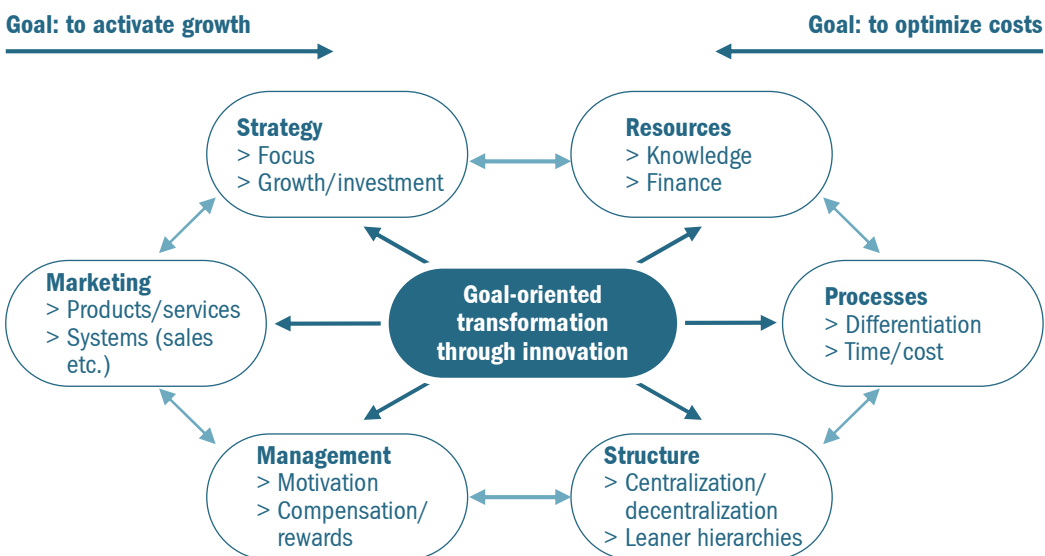 Goal: to activate growth
Goal: to optimize costs
Strategy
> Focus
> Growth/investment
Resources
> Knowledge
> Finance
Marketing
> Products/services
> Systems (sales
etc.)
Goal-oriented
transformation
through innovation
Processes
> Differentiation
> Time/cost
Management
> Motivation
> Compensation/
rewards
Structure
> Centralization/
decentralization
> Leaner hierarchies